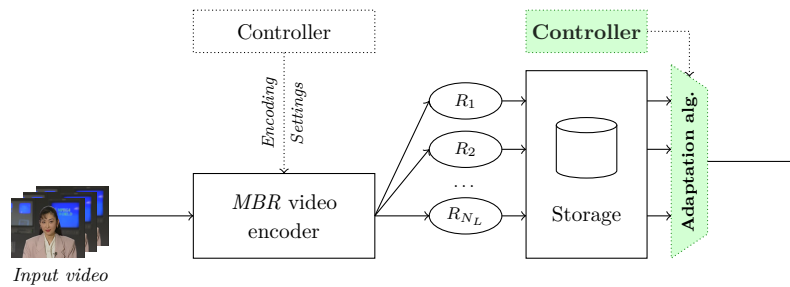 Controller
Controller
Encoding
Settings
R1
R2
...
RNL
MBR video
encoder
Storage
Adaptation alg.
Input video